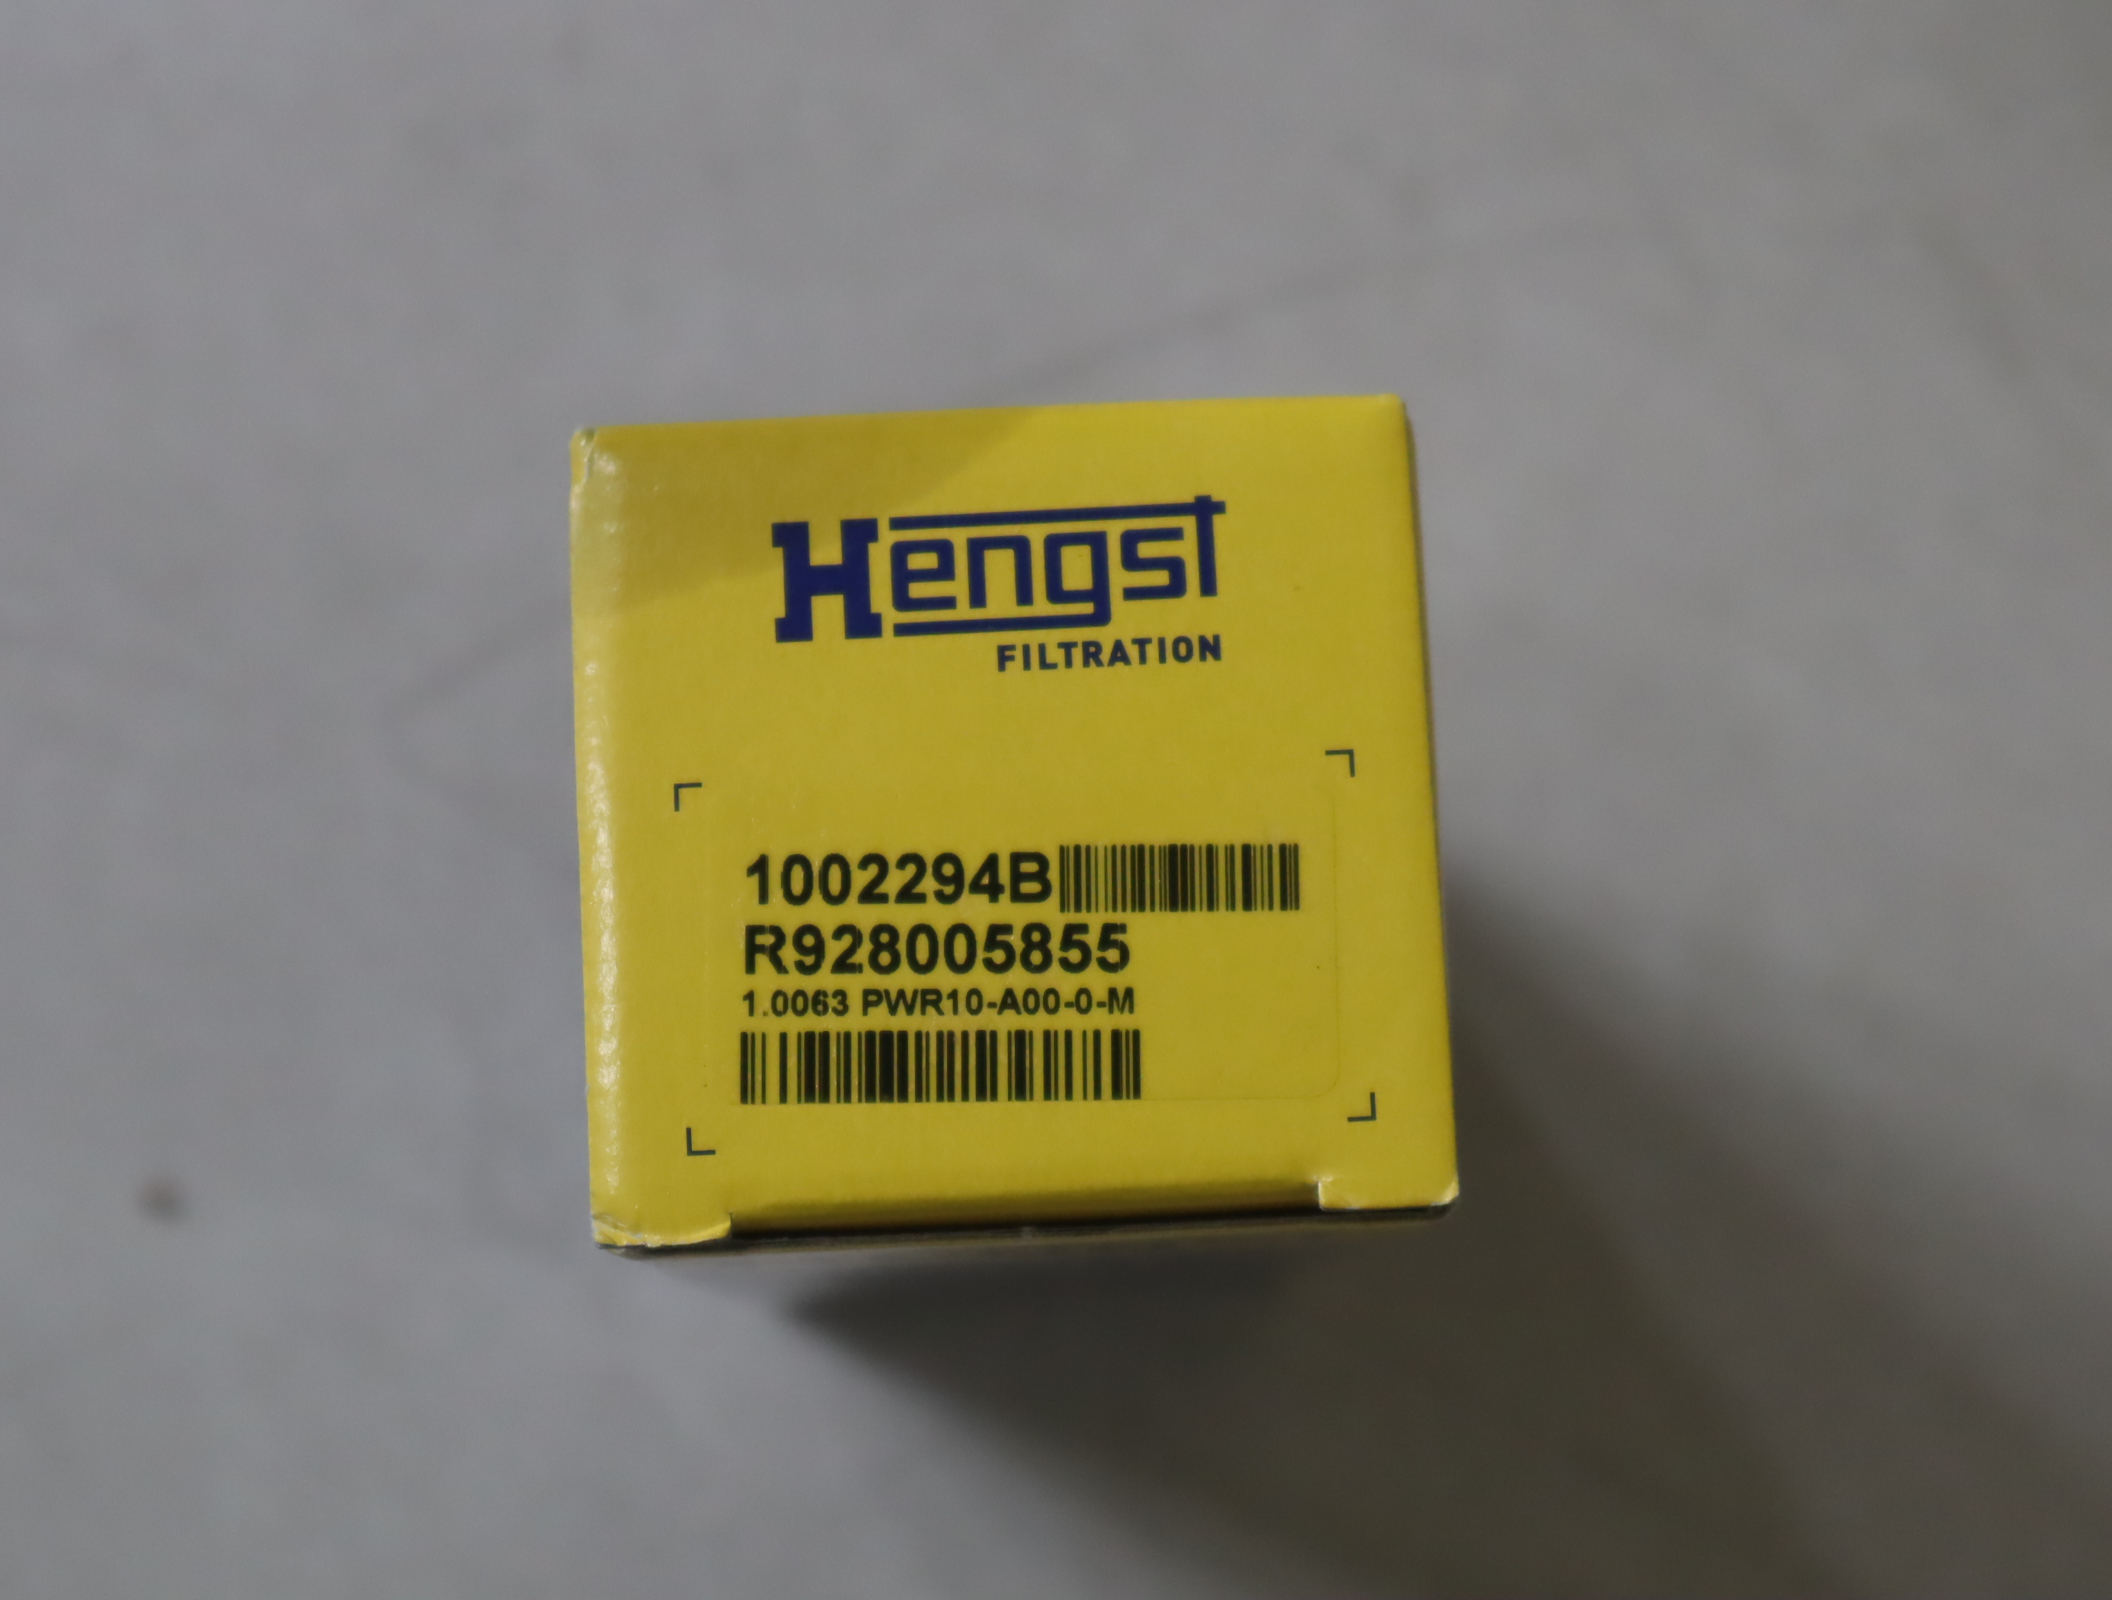 Hengst
FILTRATION
1002294B
R928005855
1.0063 PWR10-A00-0-M